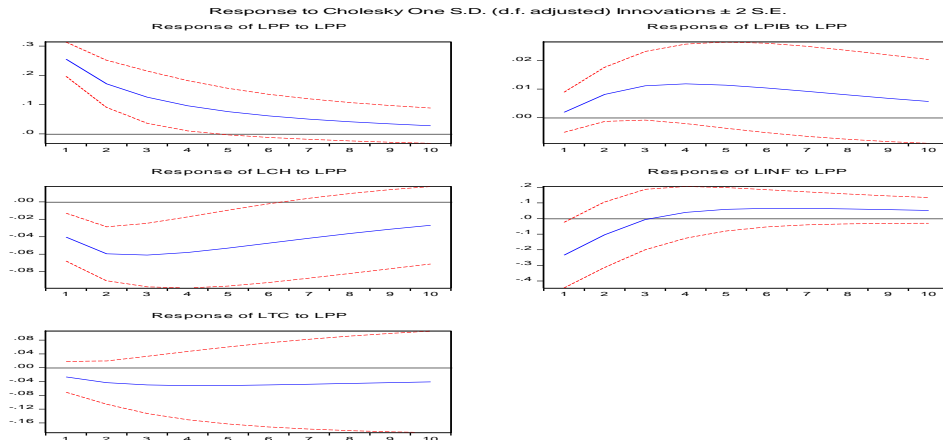 Response to Cholesky One S.D. (d.f. adjusted) Innovations ± 2 S.E.
Response of LPP to LPP
.3
.2
.1
.0
1 2 3 4 5 6 7 8 9 10
Response of LPIB to LPP
.02
.01
.00
1 2 3 4 5 6 7 8 9 10
Response of LCH to LPP
.00
-.02
-.04
-.06
-.08
1 2 3 4 5 6 7 8 9 10
Response of LINF to LPP
.2
.1
.0
-.1
-.2
-.3
-.4
1 2 3 4 5 6 7 8 9 10
Response of LTC to LPP
.08
.04
.00
-.04
-.08
-.12
-.16
1 2 3 4 5 6 7 8 9 10